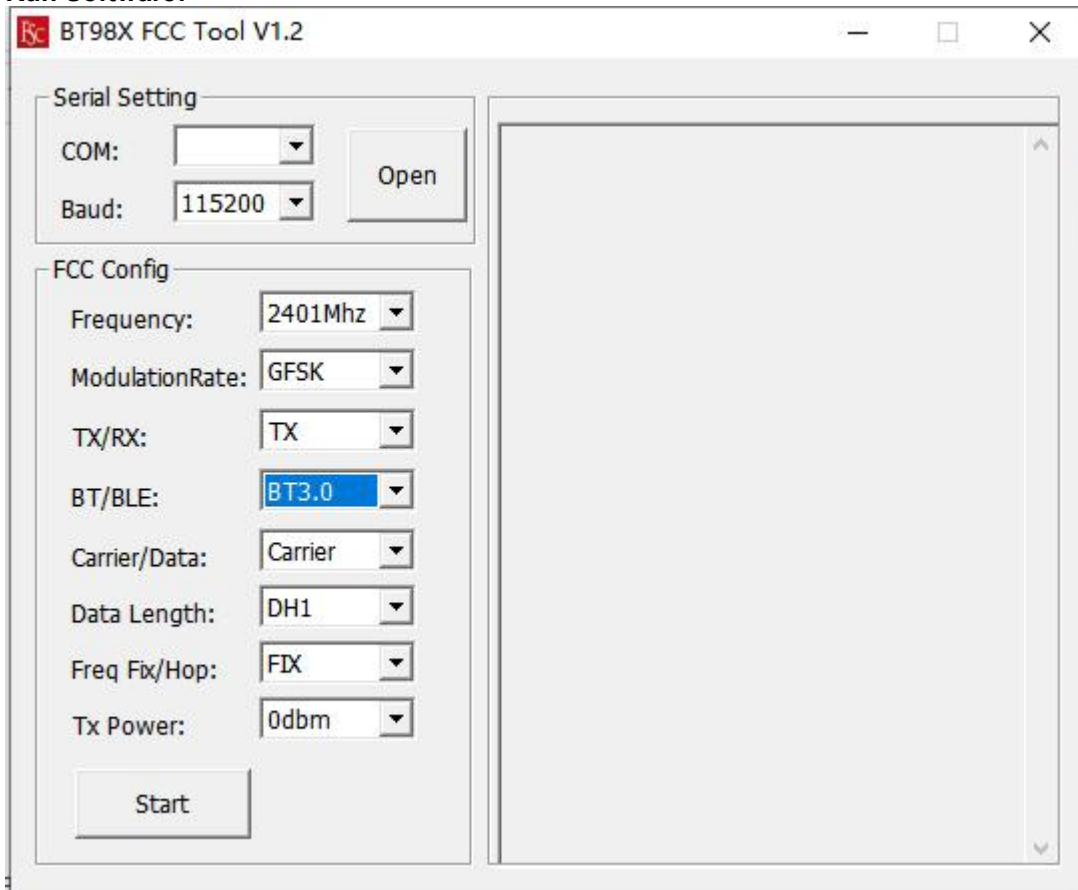 BT98X FCC Tool V1.2
Serial Setting
COM:
Open
Baud: 115200
FCC Config
Frequency: 2401Mhz
ModulationRate: GFSK
TX/RX: TX
BT/BLE: BT3.0
Carrier/Data: Carrier
Data Length: DH1
Freq Fix/Hop: FIX
Tx Power: 0dbm
Start